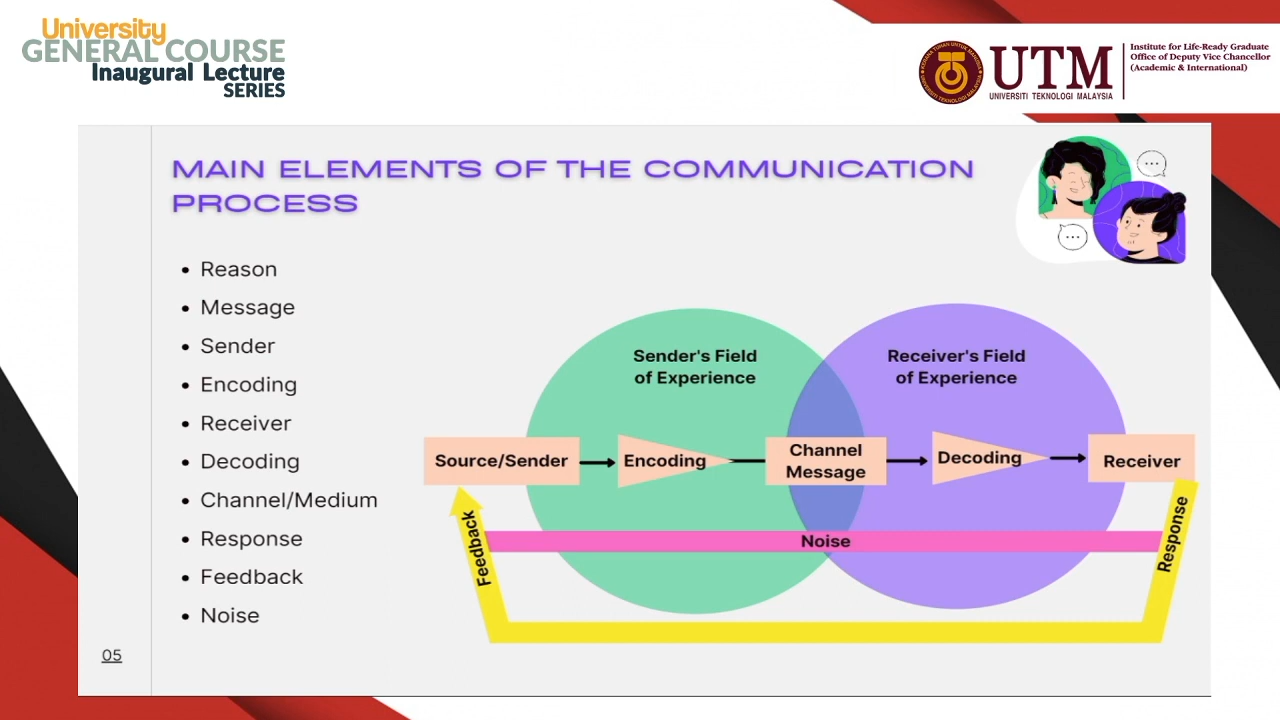 University
GENERAL COURSE
Inaugural Lecture
SERIES
UTM
UNIVERSITI TEKNOLOGI MALAYSIA
Institute for Life-Ready Graduate
Office of Deputy Vice Chancellor
(Academic & International)
MAIN ELEMENTS OF THE COMMUNICATION
PROCESS
• Reason
• Message
• Sender
• Encoding
• Receiver
• Decoding
• Channel/Medium
• Response
• Feedback
• Noise
Sender's Field
of Experience
Receiver's Field
of Experience
Source/Sender
Encoding
Channel
Message
Decoding
Receiver
Feedback
Noise
Response
05